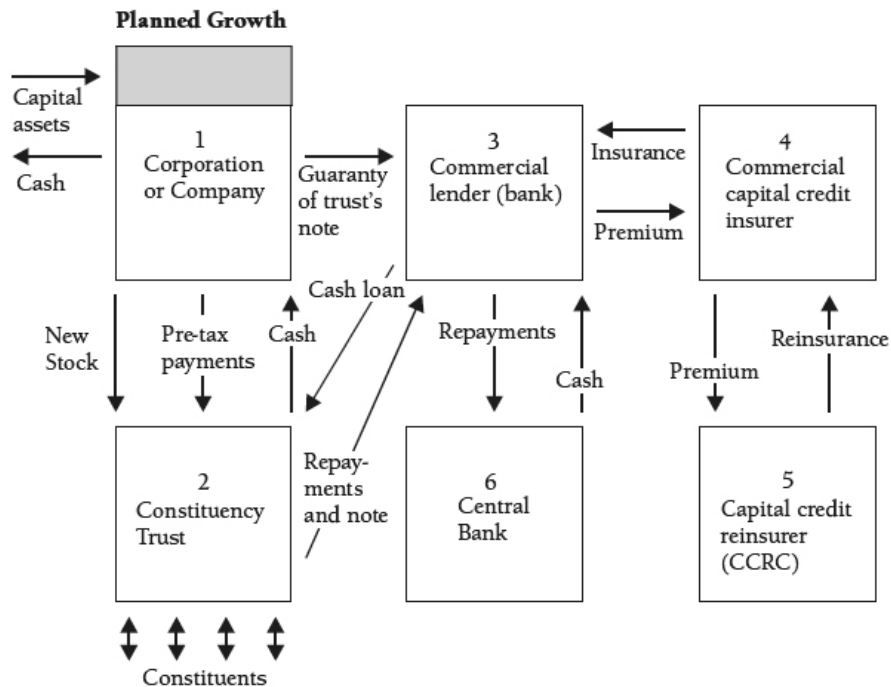 Planned Growth
Capital
assets
Cash
1
Corporation
or Company
Guaranty
of trust's
note
3
Commercial
lender (bank)
Insurance
Premium
4
Commercial
capital credit
insurer
New
Stock
Pre-tax
payments
Cash
Cash loan
Repayments
Cash
Premium
Reinsurance
2
Constituency
Trust
Repay-
ments
and note
6
Central
Bank
5
Capital credit
reinsurer
(CCRC)
Constituents